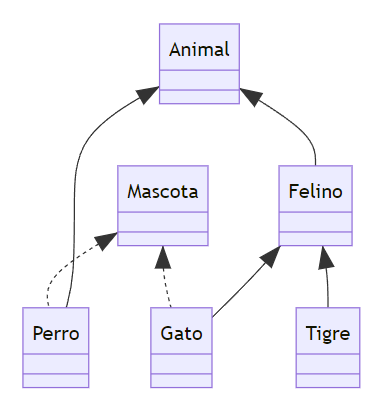 Animal
Mascota
Felino
Perro
Gato
Tigre